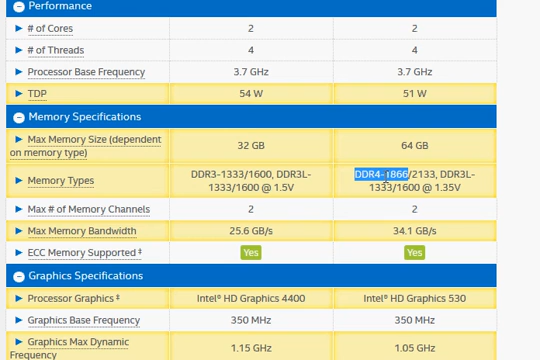 Performance
# of Cores 2 2
# of Threads 4 4
Processor Base Frequency 3.7 GHz 3.7 GHz
TDP 54 W 51 W
Memory Specifications
Max Memory Size (dependent on memory type) 32 GB 64 GB
Memory Types DDR3-1333/1600, DDR3L-1333/1600 @ 1.5V DDR4-1866/2133, DDR3L-1333/1600 @ 1.35V
Max # of Memory Channels 2 2
Max Memory Bandwidth 25.6 GB/s 34.1 GB/s
ECC Memory Supported ‡ Yes Yes
Graphics Specifications
Processor Graphics ‡ Intel® HD Graphics 4400 Intel® HD Graphics 530
Graphics Base Frequency 350 MHz 350 MHz
Graphics Max Dynamic Frequency 1.15 GHz 1.05 GHz